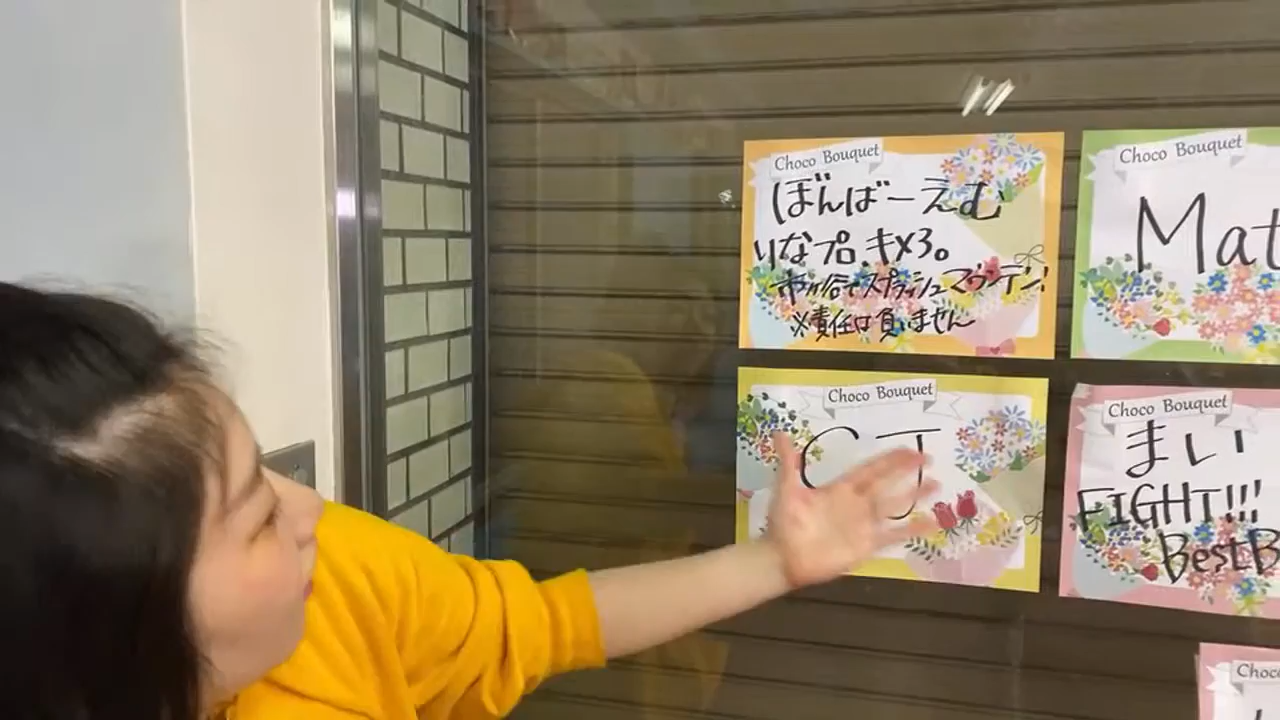 Choco Bouquet
ぼんばーえむ
りなプロ.キメろ。
市が谷でスプラッシュマウンテン!
※責任は負いません
Choco Bouquet
Mat
Choco Bouquet
CJ
Choco Bouquet
まい
FIGHT!!!
BestB
Choc